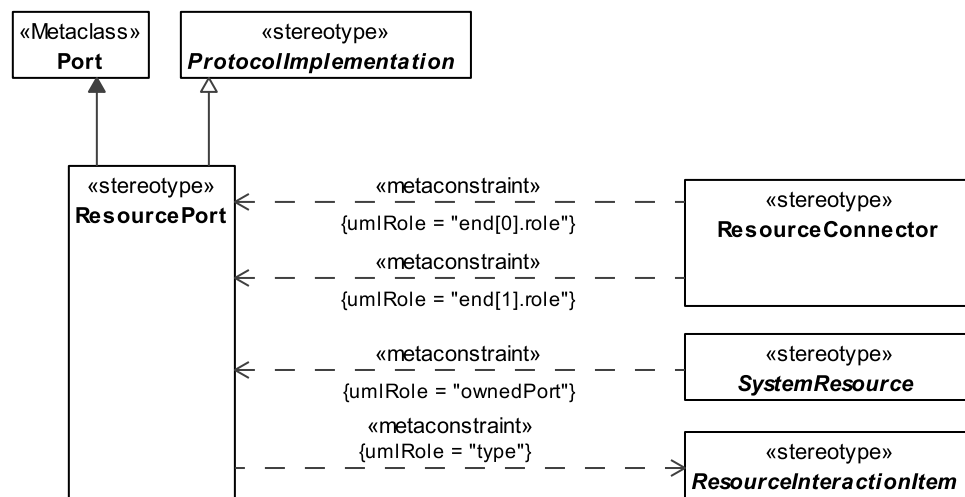 «Metaclass»
Port
«stereotype»
ProtocolImplementation
«stereotype»
ResourcePort
«metaconstraint»
{umlRole = "end[0].role"}
«metaconstraint»
{umlRole = "end[1].role"}
«stereotype»
ResourceConnector
«metaconstraint»
{umlRole = "ownedPort"}
«stereotype»
SystemResource
«metaconstraint»
{umlRole = "type"}
«stereotype»
ResourceInteractionItem